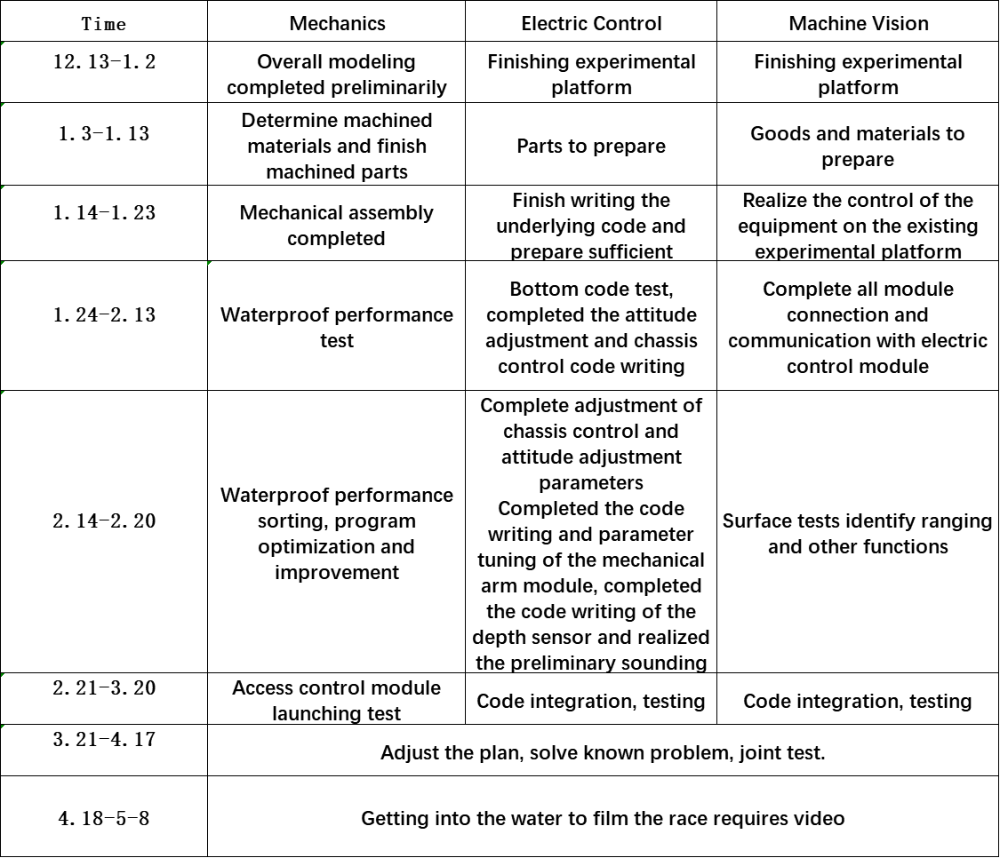 Time Mechanics Electric Control Machine Vision
12.13-1.2
Overall modeling
completed preliminarily
Finishing experimental
platform
Finishing experimental
platform
1.3-1.13
Determine machined
materials and finish
machined parts
Parts to prepare
Goods and materials to
prepare
1.14-1.23
Mechanical assembly
completed
Finish writing the
underlying code and
prepare sufficient
Realize the control of the
equipment on the existing
experimental platform
1.24-2.13
Waterproof performance
test
Bottom code test,
completed the attitude
adjustment and chassis
control code writing
Complete all module
connection and
communication with electric
control module
2.14-2.20
Waterproof performance
sorting, program
optimization and
improvement
Complete adjustment of
chassis control and
attitude adjustment
parameters
Completed the code
writing and parameter
tuning of the mechanical
arm module, completed
the code writing of the
depth sensor and realized
the preliminary sounding
Surface tests identify ranging
and other functions
2.21-3.20
Access control module
launching test
Code integration, testing
Code integration, testing
3.21-4.17
Adjust the plan, solve known problem, joint test.
4.18-5-8
Getting into the water to film the race requires video